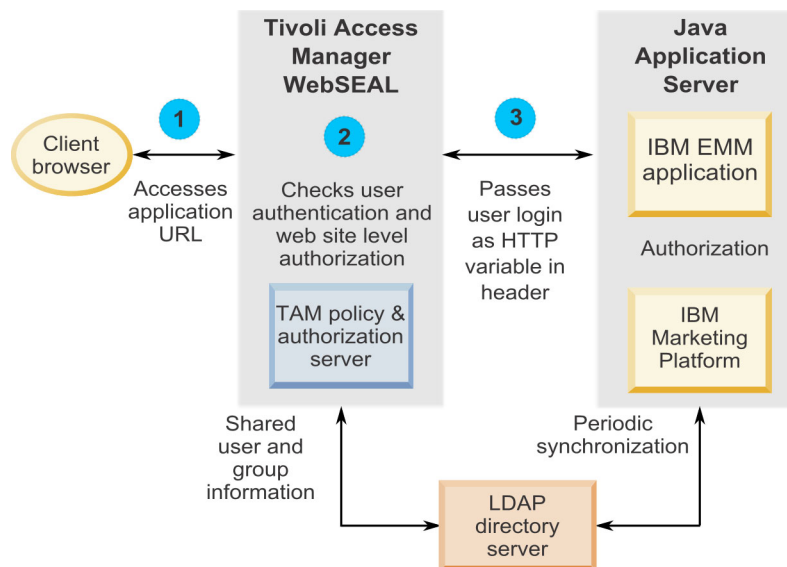 Tivoli Access
Manager
WebSEAL
Java
Application
Server
1
2
3
Client
browser
Accesses
application
URL
Checks user
authentication and
web site level
authorization
TAM policy &
authorization
server
Passes
user login
as HTTP
variable in
header
IBM EMM
application
Authorization
IBM
Marketing
Platform
Shared
user and
group
information
Periodic
synchronization
LDAP
directory
server